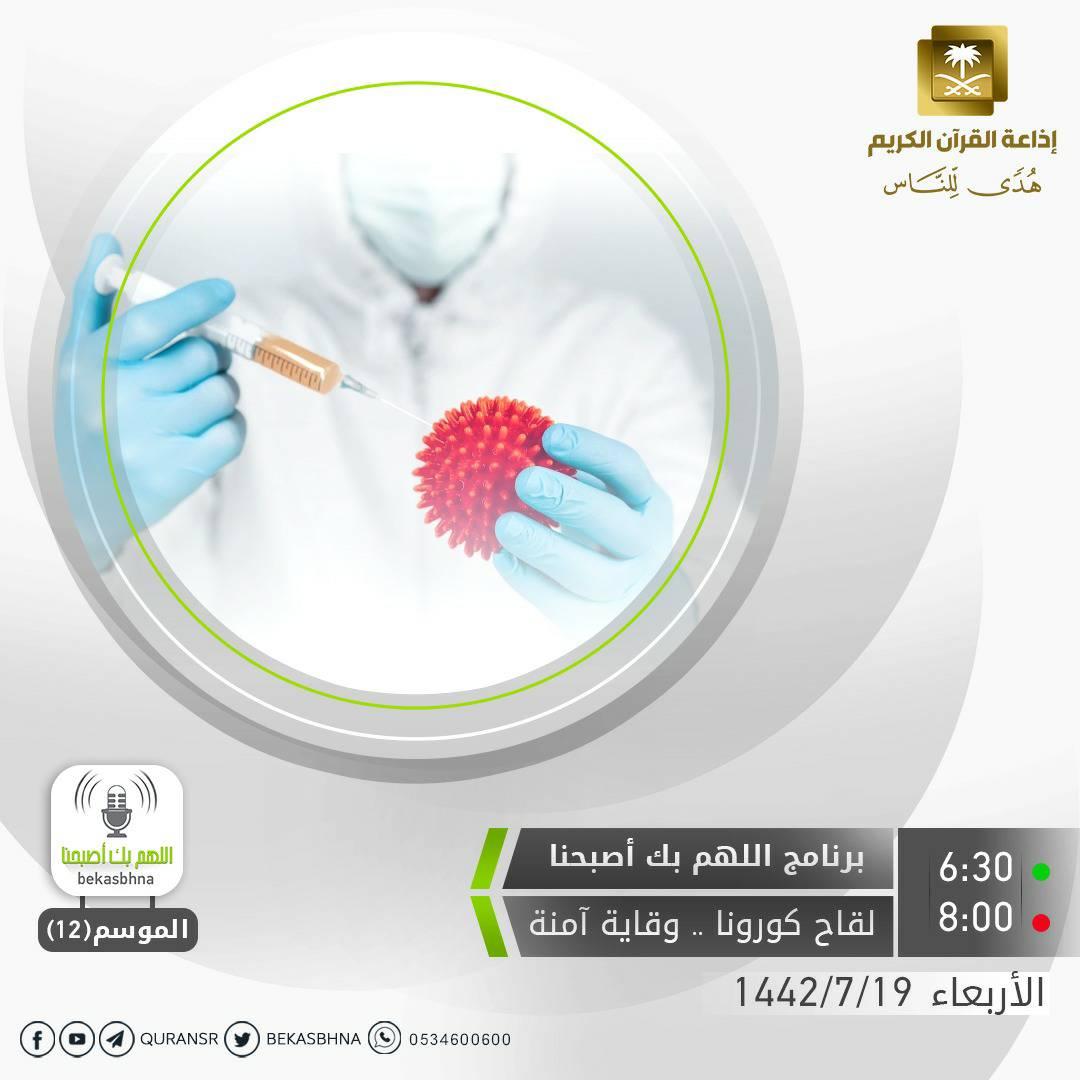 إذاعة القرآن الكريم
هُدَى لِّلنَّاس
اللهم بك أصبحنا
bekasbhna
الموسم(12)
برنامج اللهم بك أصبحنا
6:30
لقاح كورونا .. وقاية آمنة
8:00
الأربعاء 1442/7/19
QURANSR BEKASBHNA 0534600600